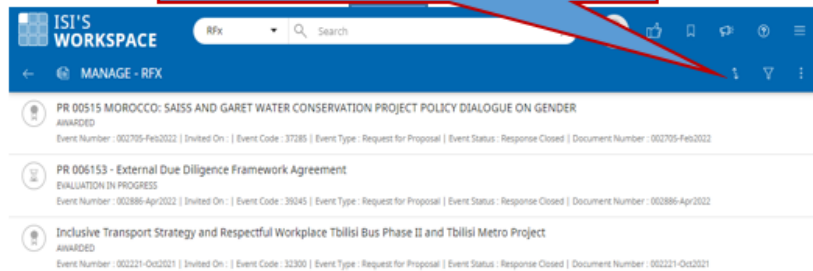 ISI'S
WORKSPACE
RFx
Search
MANAGE - RFX
PR 00515 MOROCCO: SAISS AND GARET WATER CONSERVATION PROJECT POLICY DIALOGUE ON GENDER
AWARDED
Event Number : 002705-Feb2022 | Invited On : | Event Code : 37285 | Event Type : Request for Proposal | Event Status : Response Closed | Document Number : 002705-Feb2022
PR 006153 - External Due Diligence Framework Agreement
EVALUATION IN PROGRESS
Event Number : 002886-Apr2022 | Invited On : | Event Code : 39245 | Event Type : Request for Proposal | Event Status : Response Closed | Document Number : 002886-Apr2022
Inclusive Transport Strategy and Respectful Workplace Tbilisi Bus Phase II and Tbilisi Metro Project
AWARDED
Event Number : 002221-Oct2021 | Invited On : | Event Code : 32300 | Event Type : Request for Proposal | Event Status : Response Closed | Document Number : 002221-Oct2021